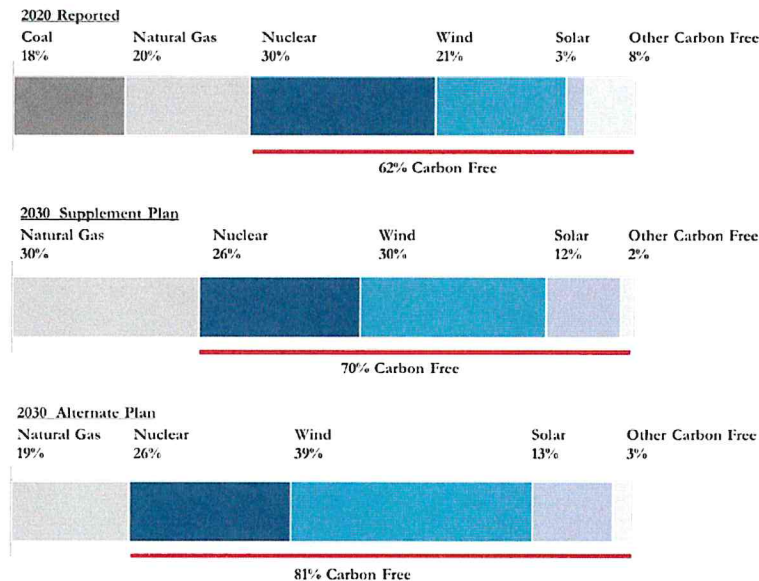 2020 Reported
Coal Natural Gas Nuclear Wind Solar Other Carbon Free
18% 20% 30% 21% 3% 8%
62% Carbon Free
2030 Supplement Plan
Natural Gas Nuclear Wind Solar Other Carbon Free
30% 26% 30% 12% 2%
70% Carbon Free
2030 Alternate Plan
Natural Gas Nuclear Wind Solar Other Carbon Free
19% 26% 39% 13% 3%
81% Carbon Free